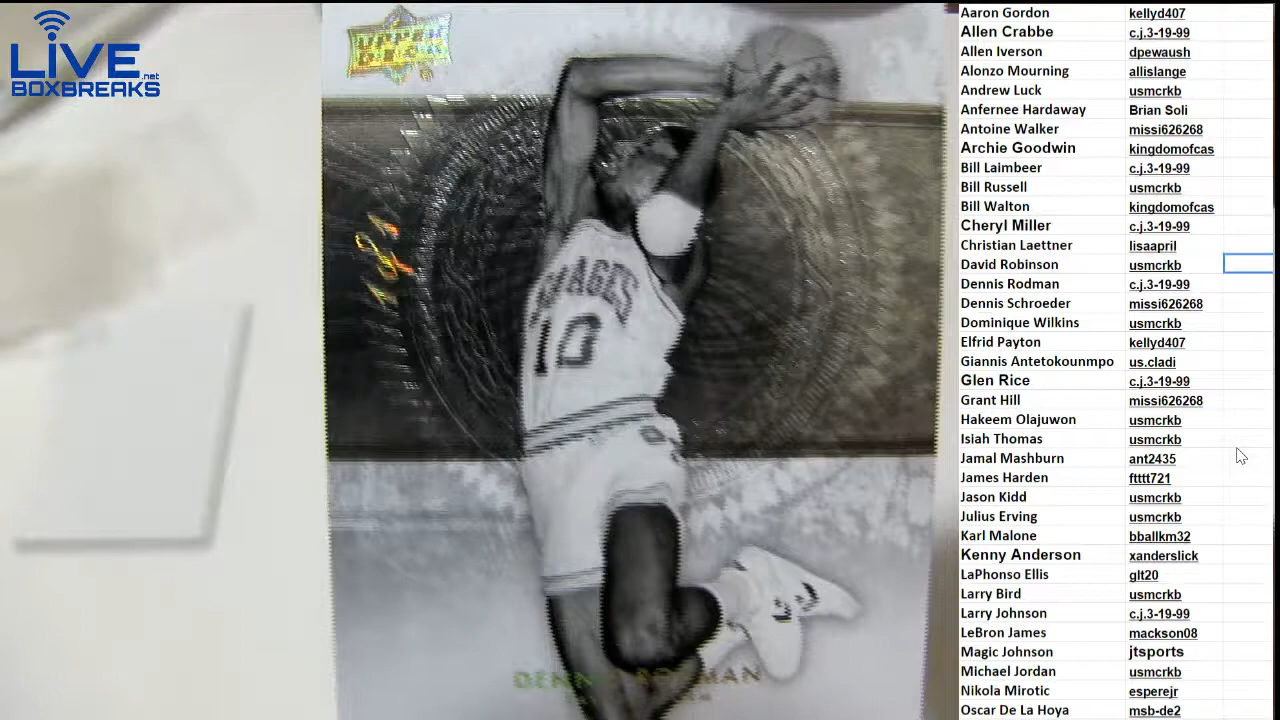 LIVE.net
BOXBREAKS
UPPER
DECK
10
DENNIS RODMAN
Aaron Gordon kellyd407
Allen Crabbe c.j.3-19-99
Allen Iverson dpewaush
Alonzo Mourning allislange
Andrew Luck usmcrkb
Anfernee Hardaway Brian Soli
Antoine Walker missi626268
Archie Goodwin kingdomofcas
Bill Laimbeer c.j.3-19-99
Bill Russell usmcrkb
Bill Walton kingdomofcas
Cheryl Miller c.j.3-19-99
Christian Laettner lisaapril
David Robinson usmcrkb
Dennis Rodman c.j.3-19-99
Dennis Schroeder missi626268
Dominique Wilkins usmcrkb
Elfrid Payton kellyd407
Giannis Antetokounmpo us.cladi
Glen Rice c.j.3-19-99
Grant Hill missi626268
Hakeem Olajuwon usmcrkb
Isiah Thomas usmcrkb
Jamal Mashburn ant2435
James Harden fttt721
Jason Kidd usmcrkb
Julius Erving usmcrkb
Karl Malone bballkm32
Kenny Anderson xanderslick
LaPhonso Ellis glt20
Larry Bird usmcrkb
Larry Johnson c.j.3-19-99
LeBron James mackson08
Magic Johnson jtsports
Michael Jordan usmcrkb
Nikola Mirotic esperejr
Oscar De La Hoya msb-de2